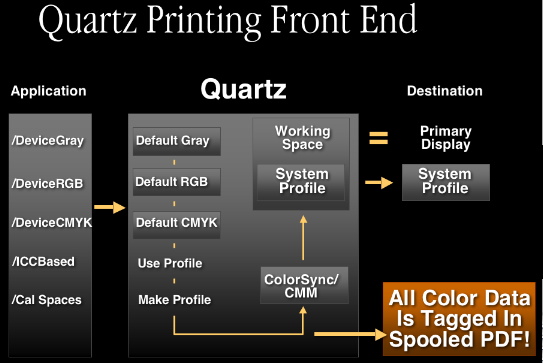 Quartz Printing Front End
Application
Quartz
Destination
/DeviceGray
Default Gray
Working
Space
=
Primary
Display
/DeviceRGB
Default RGB
System
Profile
System
Profile
/DeviceCMYK
Default CMYK
/ICCBased
Use Profile
/Cal Spaces
Make Profile
ColorSync/
CMM
All Color Data
Is Tagged In
Spooled PDF!